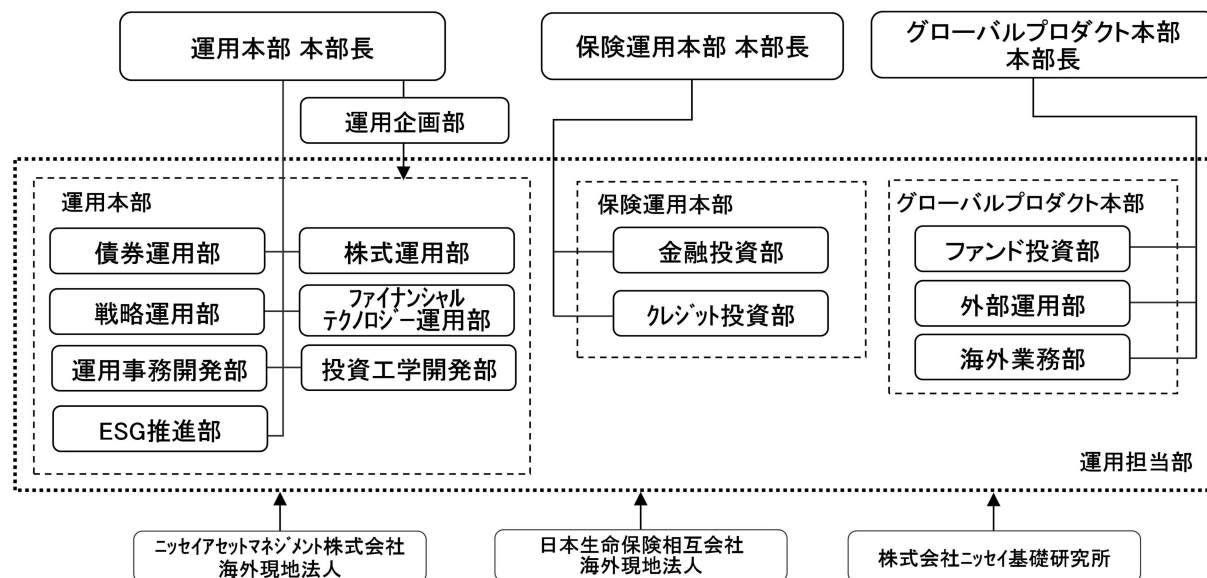 運用本部 本部長
保険運用本部 本部長
グローバルプロダクト本部
本部長
運用企画部
運用本部
債券運用部
株式運用部
戦略運用部
ファイナンシャル
テクノロジー運用部
運用事務開発部
投資工学開発部
ESG推進部
保険運用本部
金融投資部
クレジット投資部
グローバルプロダクト本部
ファンド投資部
外部運用部
海外業務部
運用担当部
ニッセイアセットマネジメント株式会社
海外現地法人
日本生命保険相互会社
海外現地法人
株式会社ニッセイ基礎研究所